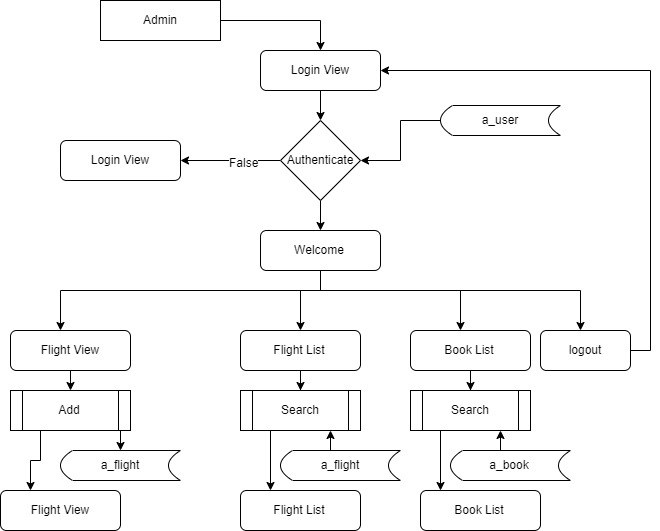 Admin
Login View
a_user
Login View
False
Authenticate
Welcome
Flight View
Flight List
Book List
logout
Add
Search
Search
a_flight
a_flight
a_book
Flight View
Flight List
Book List